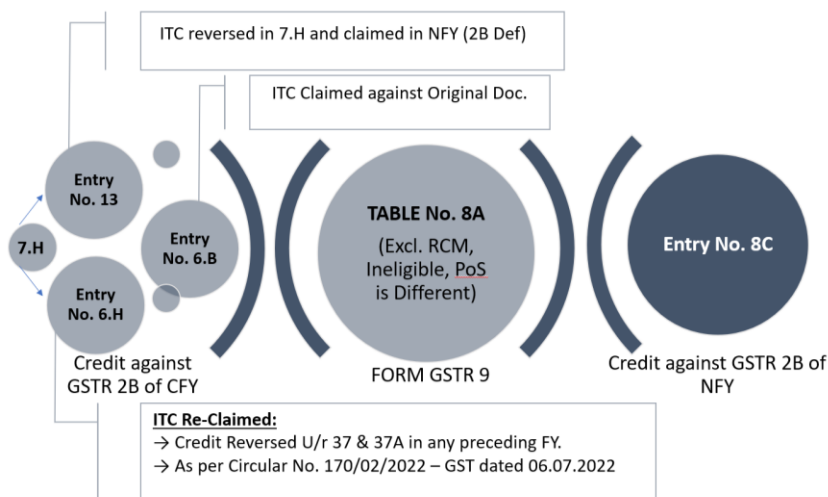 ITC reversed in 7.H and claimed in NFY (2B Def)
ITC Claimed against Original Doc.
Entry
No. 13
7.H
Entry
No. 6.B
Entry
No. 6.H
Credit against
GSTR 2B of CFY
TABLE No. 8A
(Excl. RCM,
Ineligible, PoS
is Different)
FORM GSTR 9
Entry No. 8C
Credit against GSTR 2B of
NFY
ITC Re-Claimed:
→ Credit Reversed U/r 37 & 37A in any preceding FY.
→ As per Circular No. 170/02/2022 – GST dated 06.07.2022